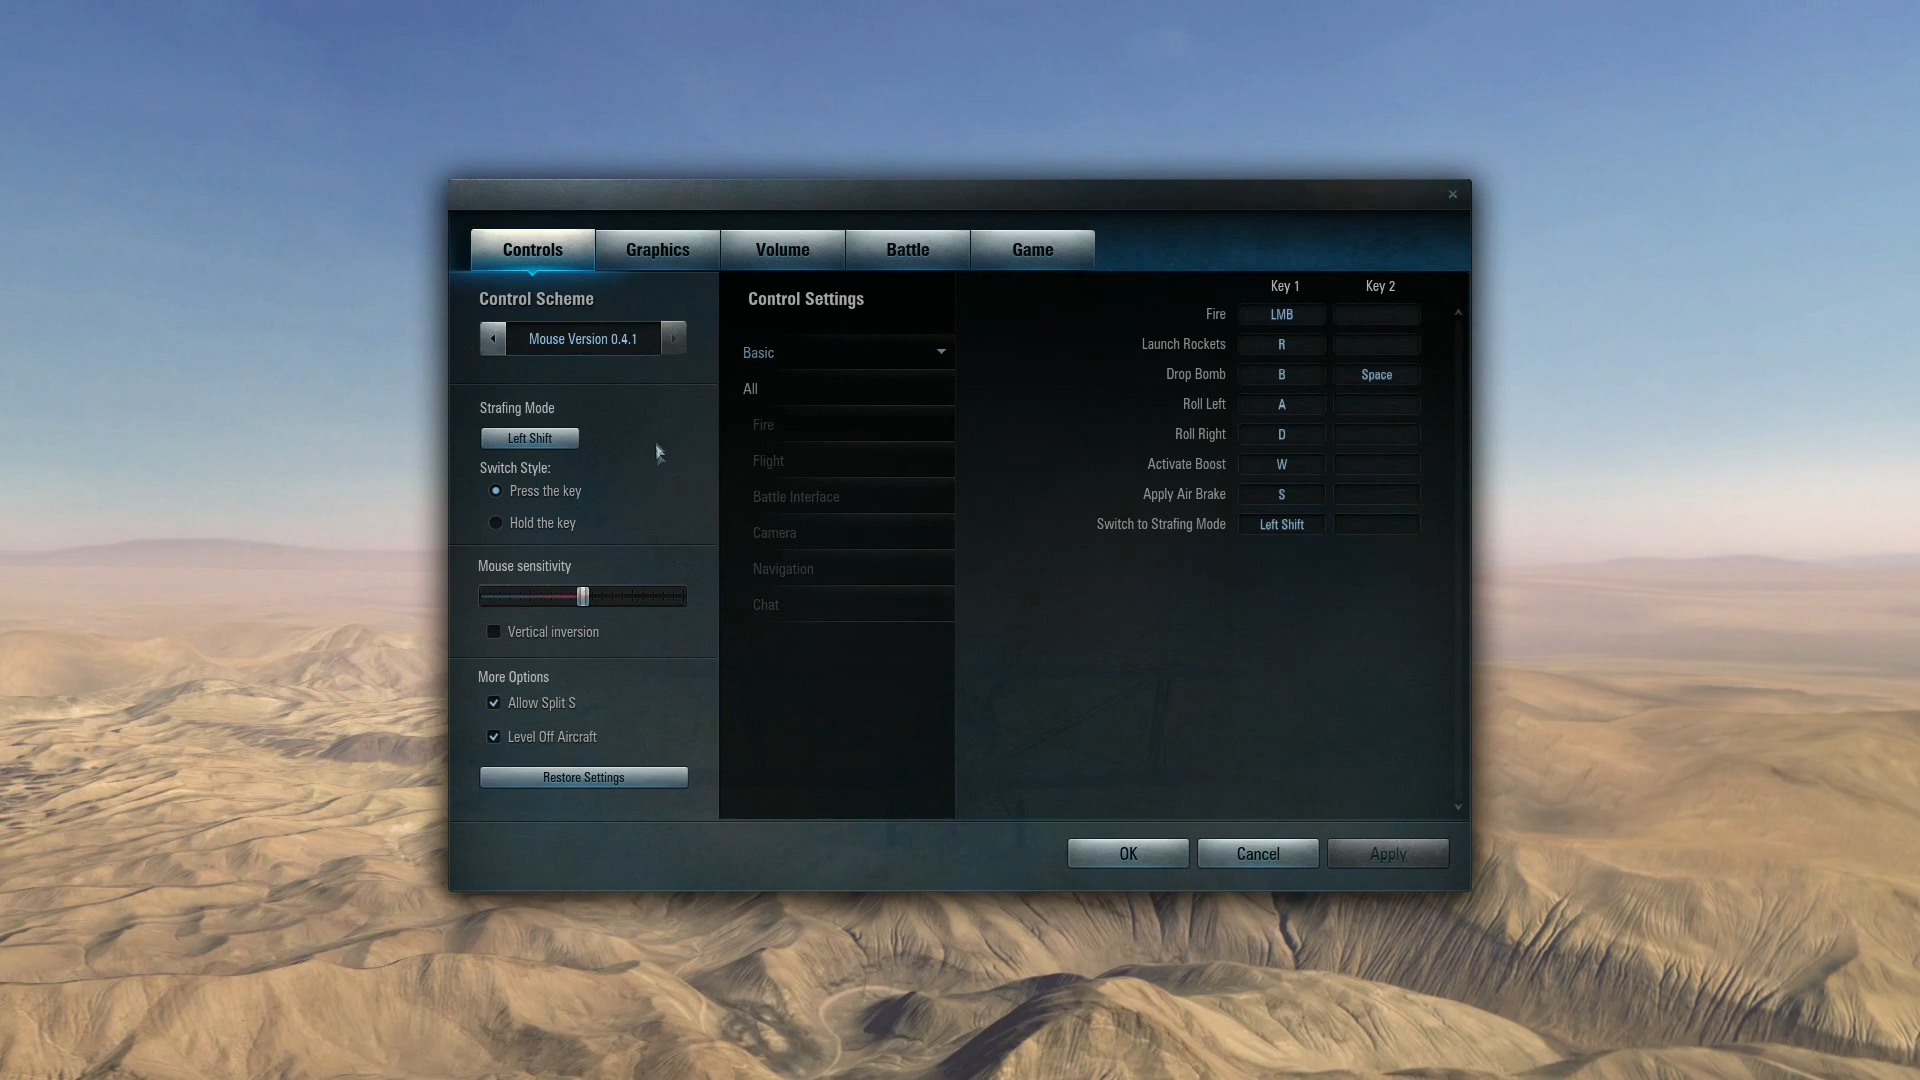 Controls
Graphics
Volume
Battle
Game
Control Scheme
Mouse Version 0.4.1
Strafing Mode
Left Shift
Switch Style:
Press the key
Hold the key
Mouse sensitivity
Vertical inversion
More Options
Allow Split S
Level Off Aircraft
Restore Settings
Control Settings
Basic
All
Fire
Flight
Battle Interface
Camera
Navigation
Chat
Key 1 Key 2
Fire LMB
Launch Rockets R
Drop Bomb B Space
Roll Left A
Roll Right D
Activate Boost W
Apply Air Brake S
Switch to Strafing Mode Left Shift
OK
Cancel
Apply